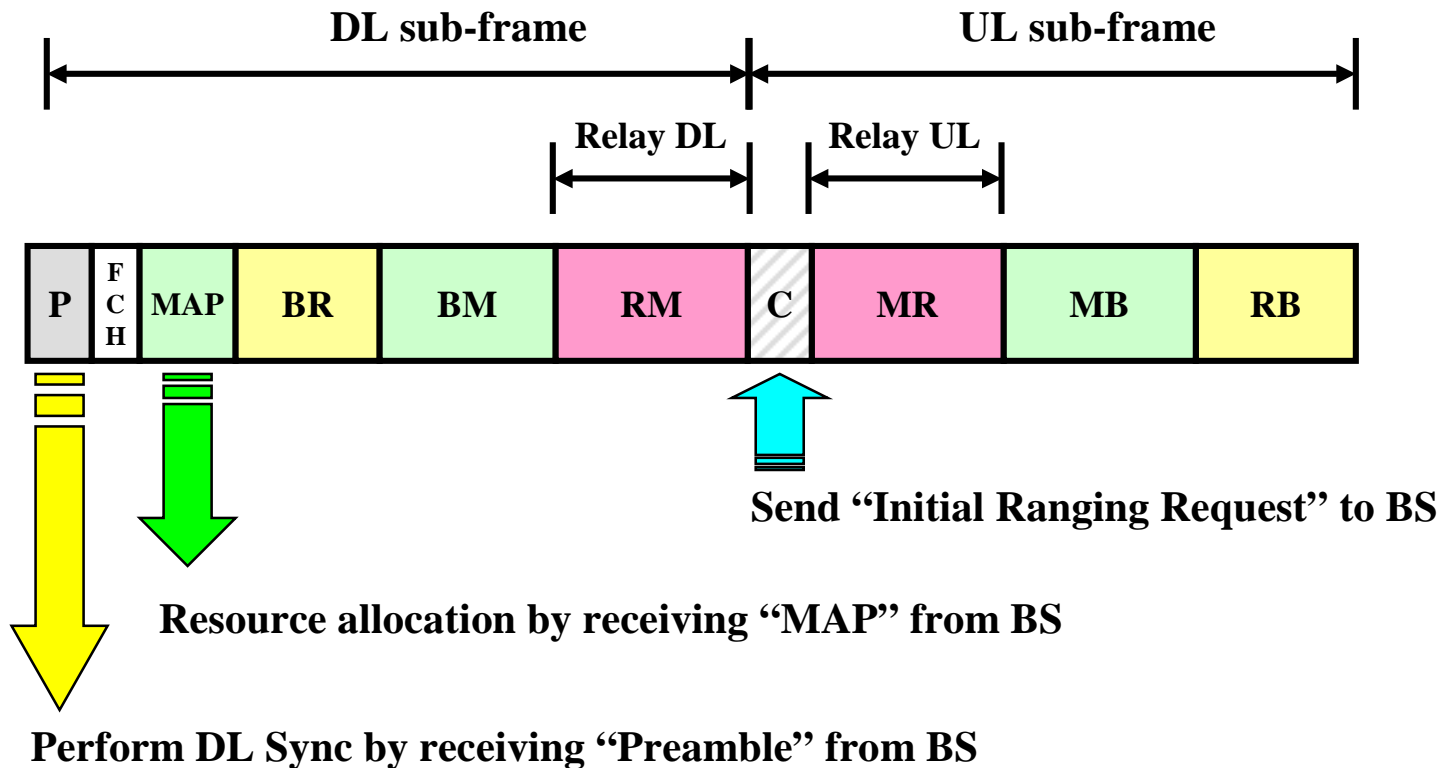 DL sub-frame
UL sub-frame
Relay DL
Relay UL
P
F
C
H
MAP
BR
BM
RM
C
MR
MB
RB
Send “Initial Ranging Request” to BS
Resource allocation by receiving “MAP” from BS
Perform DL Sync by receiving “Preamble” from BS